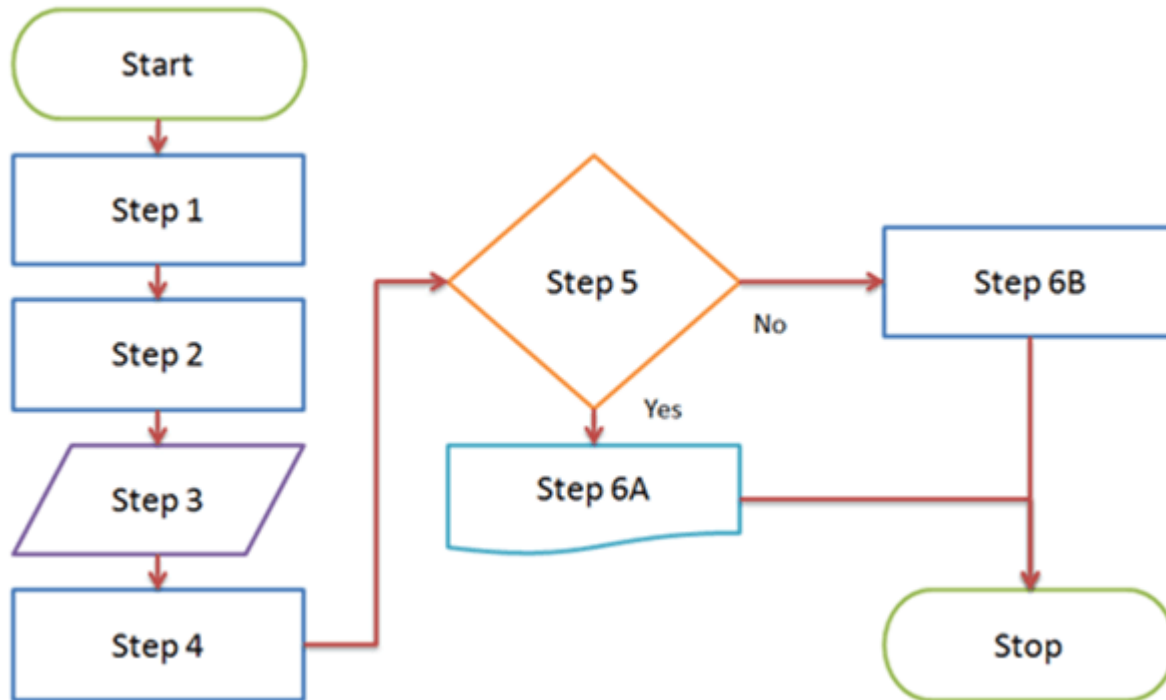 Start
Step 1
Step 2
Step 3
Step 4
Step 5
No
Yes
Step 6A
Step 6B
Stop